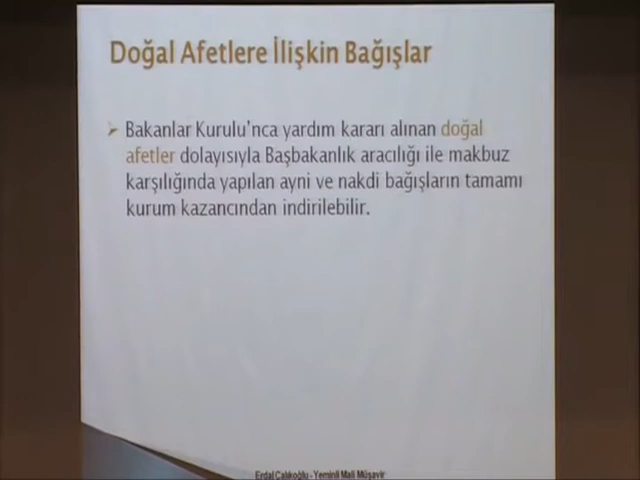 Doğal Afetlere İlişkin Bağışlar
➢ Bakanlar Kurulu'nca yardım kararı alınan doğal
afetler dolayısıyla Başbakanlık aracılığı ile makbuz
karşılığında yapılan ayni ve nakdi bağışların tamamı
kurum kazancından indirilebilir.
Erdal Çalıkoğlu - Yeminli Mali Müşavir